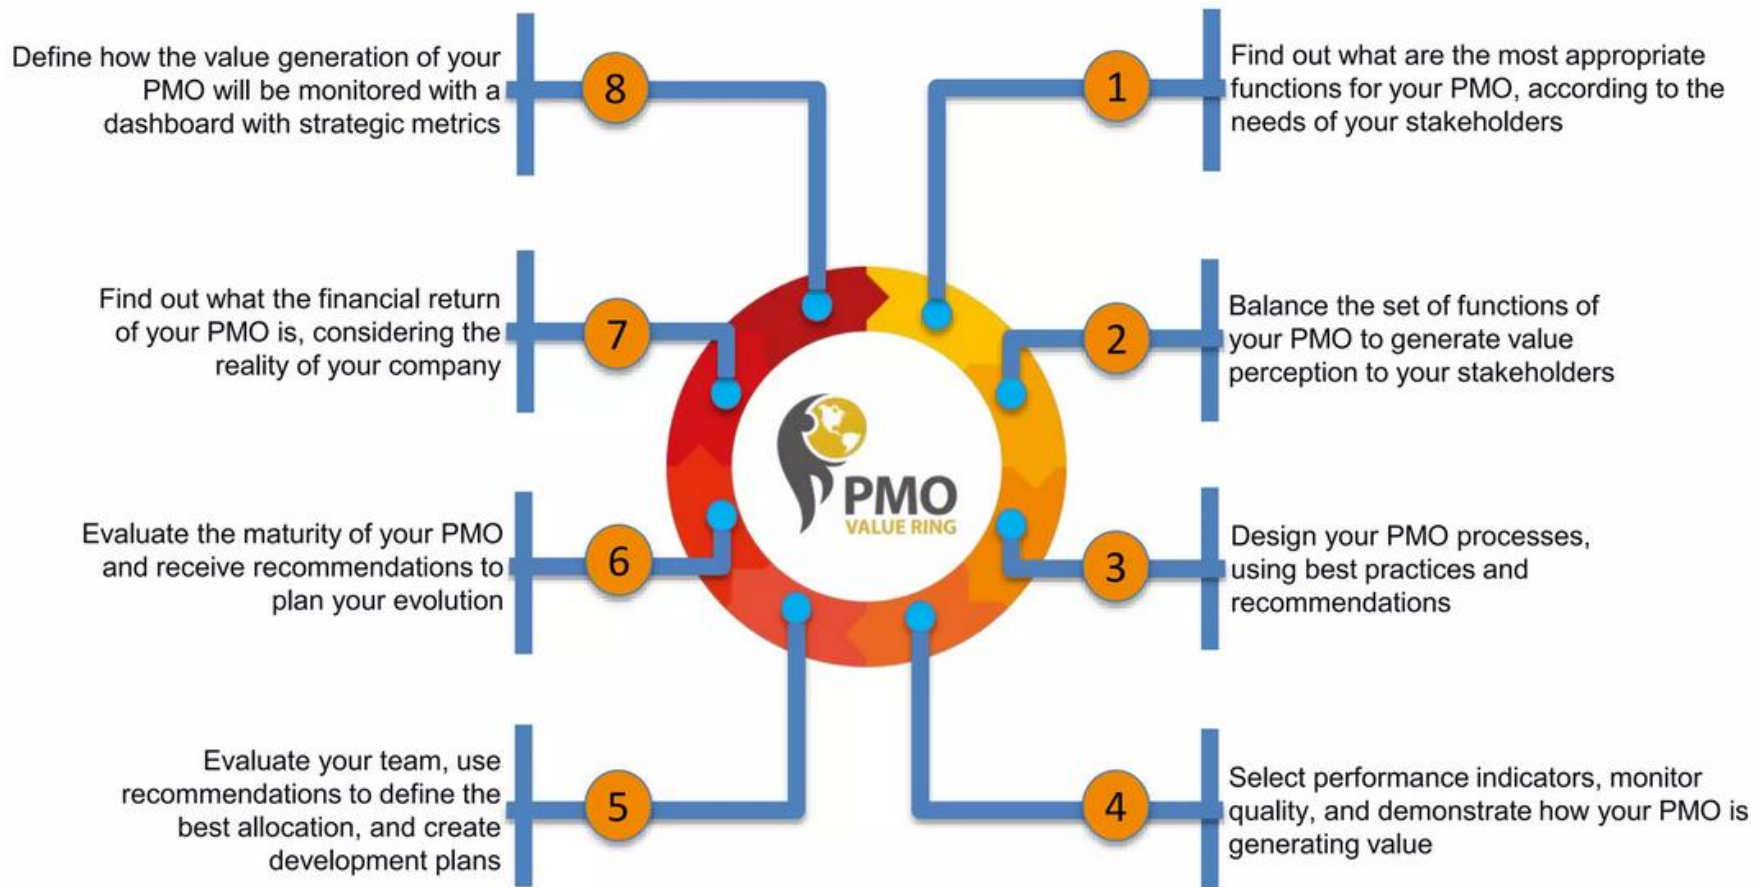 1
Find out what are the most appropriate
functions for your PMO, according to the
needs of your stakeholders
2
Balance the set of functions of
your PMO to generate value
perception to your stakeholders
3
Design your PMO processes,
using best practices and
recommendations
4
Select performance indicators, monitor
quality, and demonstrate how your PMO is
generating value
5
Evaluate your team, use
recommendations to define the
best allocation, and create
development plans
6
Evaluate the maturity of your PMO
and receive recommendations to
plan your evolution
7
Find out what the financial return
of your PMO is, considering the
reality of your company
8
Define how the value generation of your
PMO will be monitored with a
dashboard with strategic metrics
PMO
VALUE RING